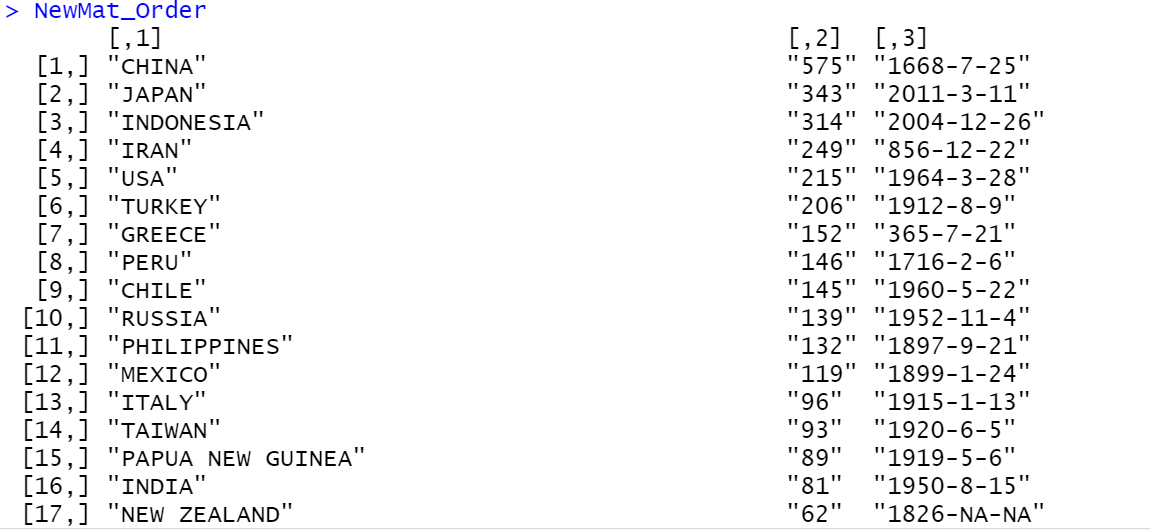 > NewMat_Order
[,1] [,2] [,3]
[1,] "CHINA" "575" "1668-7-25"
[2,] "JAPAN" "343" "2011-3-11"
[3,] "INDONESIA" "314" "2004-12-26"
[4,] "IRAN" "249" "856-12-22"
[5,] "USA" "215" "1964-3-28"
[6,] "TURKEY" "206" "1912-8-9"
[7,] "GREECE" "152" "365-7-21"
[8,] "PERU" "146" "1716-2-6"
[9,] "CHILE" "145" "1960-5-22"
[10,] "RUSSIA" "139" "1952-11-4"
[11,] "PHILIPPINES" "132" "1897-9-21"
[12,] "MEXICO" "119" "1899-1-24"
[13,] "ITALY" "96" "1915-1-13"
[14,] "TAIWAN" "93" "1920-6-5"
[15,] "PAPUA NEW GUINEA" "89" "1919-5-6"
[16,] "INDIA" "81" "1950-8-15"
[17,] "NEW ZEALAND" "62" "1826-NA-NA"